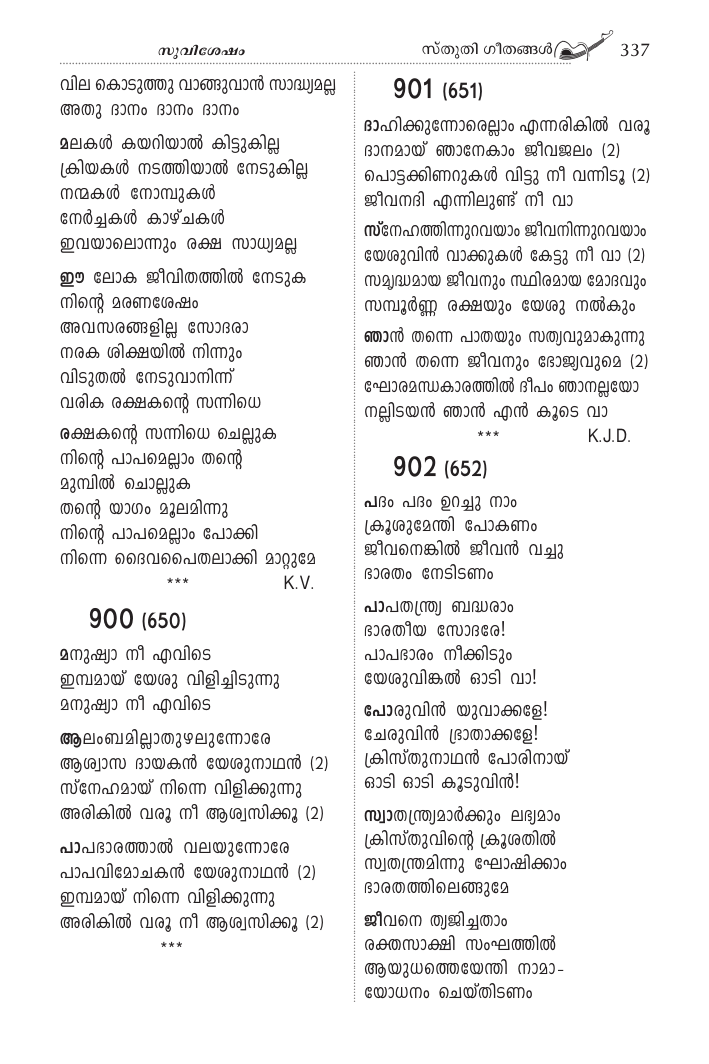 സുവിശേഷം
സ്തുതി ഗീതങ്ങൾ 337
വില കൊടുത്തു വാങ്ങുവാൻ സാദ്ധ്യമല്ല
അതു ദാനം ദാനം ദാനം
മലകൾ കയറിയാൽ കിട്ടുകില്ല
ക്രിയകൾ നടത്തിയാൽ നേടുകില്ല
നന്മകൾ നോമ്പുകൾ
നേർച്ചകൾ കാഴ്ചകൾ
ഇവയാലൊന്നും രക്ഷ സാധ്യമല്ല
ഈ ലോക ജീവിതത്തിൽ നേടുക
നിന്റെ മരണശേഷം
അവസരങ്ങളില്ല സോദരാ
നരക ശിക്ഷയിൽ നിന്നും
വിടുതൽ നേടുവാനിന്ന്
വരിക രക്ഷകന്റെ സന്നിധെ
രക്ഷകന്റെ സന്നിധെ ചെല്ലുക
നിന്റെ പാപമെല്ലാം തന്റെ
മുമ്പിൽ ചൊല്ലുക
തന്റെ യാഗം മൂലമിന്നു
നിന്റെ പാപമെല്ലാം പോക്കി
നിന്നെ ദൈവപൈതലാക്കി മാറ്റുമേ
*** K.V.
900 (650)
മനുഷ്യാ നീ എവിടെ
ഇമ്പമായ് യേശു വിളിച്ചിടുന്നു
മനുഷ്യാ നീ എവിടെ
ആലംബമില്ലാതുഴലുന്നോരേ
ആശ്വാസ ദായകൻ യേശുനാഥൻ (2)
സ്നേഹമായ് നിന്നെ വിളിക്കുന്നു
അരികിൽ വരൂ നീ ആശ്വസിക്കൂ (2)
പാപഭാരത്താൽ വലയുന്നോരേ
പാപവിമോചകൻ യേശുനാഥൻ (2)
ഇമ്പമായ് നിന്നെ വിളിക്കുന്നു
അരികിൽ വരൂ നീ ആശ്വസിക്കൂ (2)
***
901 (651)
ദാഹിക്കുന്നോരെല്ലാം എന്നരികിൽ വരൂ
ദാനമായ് ഞാനേകാം ജീവജലം (2)
പൊട്ടക്കിണറുകൾ വിട്ടു നീ വന്നിടൂ (2)
ജീവനദി എന്നിലുണ്ട് നീ വാ
സ്നേഹത്തിന്നുറവയാം ജീവനിന്നുറവയാം
യേശുവിൻ വാക്കുകൾ കേട്ടു നീ വാ (2)
സമൃദ്ധമായ ജീവനും സ്ഥിരമായ മോദവും
സമ്പൂർണ്ണ രക്ഷയും യേശു നൽകും
ഞാൻ തന്നെ പാതയും സത്യവുമാകുന്നു
ഞാൻ തന്നെ ജീവനും ഭോജ്യവുമെ (2)
ഘോരമന്ധകാരത്തിൽ ദീപം ഞാനല്ലയോ
നല്ലിടയൻ ഞാൻ എൻ കൂടെ വാ
*** K.J.D.
902 (652)
പദം പദം ഉറച്ചു നാം
ക്രൂശുമേന്തി പോകണം
ജീവനെങ്കിൽ ജീവൻ വച്ചു
ഭാരതം നേടിടണം
പാപതന്ത്ര്യ ബദ്ധരാം
ഭാരതീയ സോദരേ!
പാപഭാരം നീക്കിടും
യേശുവിങ്കൽ ഓടി വാ!
പോരുവിൻ യുവാക്കളേ!
ചേരുവിൻ ഭ്രാതാക്കളേ!
ക്രിസ്തുനാഥൻ പോരിനായ്
ഓടി ഓടി കൂടുവിൻ!
സ്വാതന്ത്ര്യമാർക്കും ലഭ്യമാം
ക്രിസ്തുവിന്റെ ക്രൂശതിൽ
സ്വതന്ത്രമിന്നു ഘോഷിക്കാം
ഭാരതത്തിലെങ്ങുമേ
ജീവനെ ത്യജിച്ചതാം
രക്തസാക്ഷി സംഘത്തിൽ
ആയുധത്തെയേന്തി നാമാ-
യോധനം ചെയ്തിടണം